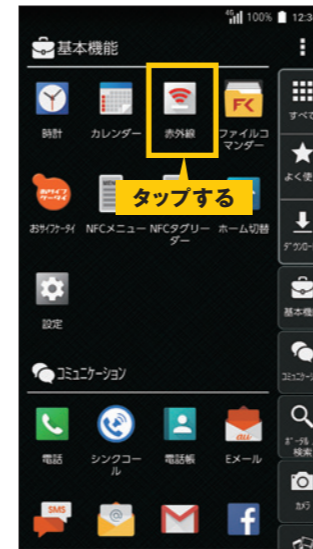 4G 100% 12:3
基本機能
時計 カレンダー 赤外線 ファイルコマンダー
すべて
よく使
タップする
おサイフケータイ NFCメニュー NFCタグリーダー ホーム切替
ダウンロード
設定
基本機
コミュニケーション
コミュニケーシ
電話 シンクコール 電話帳 Eメール
ポータル
検索
カメラ
SMS